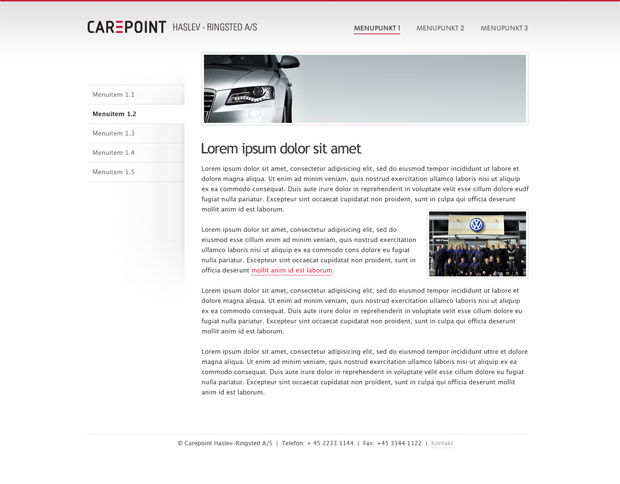 CAREPOINT HASLEV - RINGSTED A/S
MENUPUNKT 1 MENUPUNKT 2 MENUPUNKT 3
Menuitem 1.1
Menuitem 1.2
Menuitem 1.3
Menuitem 1.4
Menuitem 1.5
Lorem ipsum dolor sit amet
Lorem ipsum dolor sit amet, consectetur adipisicing elit, sed do eiusmod tempor incididunt ut labore et
dolore magna aliqua. Ut enim ad minim veniam, quis nostrud exercitation ullamco laboris nisi ut aliquip
ex ea commodo consequat. Duis aute irure dolor in reprehenderit in voluptate velit esse cillum dolore eudf
fugiat nulla pariatur. Excepteur sint occaecat cupidatat non proident, sunt in culpa qui officia deserunt
mollit anim id est laborum.
Lorem ipsum dolor sit amet, consectetur adipisicing elit, sed do
eiusmod esse cillum enim ad minim veniam, quis nostrud exercitation
ullamco laboris nisi ut aliquip ex ea commodo cons dolore eu fugiat
nulla pariatur. Excepteur sint occaecat cupidatat non proident, sunt in
officia deserunt mollit anim id est laborum.
Lorem ipsum dolor sit amet, consectetur adipisicing elit, sed do eiusmod tempor incididunt ut labore et
dolore magna aliqua. Ut enim ad minim veniam, quis nostrud exercitation ullamco laboris nisi ut aliquip
ex ea commodo consequat. Duis aute irure dolor in reprehenderit in voluptate velit esse cillum dolore eu
fugiat nulla pariatur. Excepteur sint occaecat cupidatat non proident, sunt in culpa qui officia deserunt
mollit anim id est laborum.
Lorem ipsum dolor sit amet, consectetur adipisicing elit, sed do eiusmod tempor incididunt uttre et dolore
magna aliqua. Ut enim ad minim veniam, quis nostrud exercitation ullamco laboris nisi ut aliquip ex ea
commodo consequat. Duis aute irure dolor in reprehenderit in voluptate velit esse cillum dolore eu fugiat
nulla pariatur. Excepteur sint occaecat cupidatat non proident, sunt in culpa qui officia deserunt mollit
anim id est laborum.
© Carepoint Haslev-Ringsted A/S | Telefon: + 45 2233 1144 | Fax: +45 3344 1122 | Kontakt